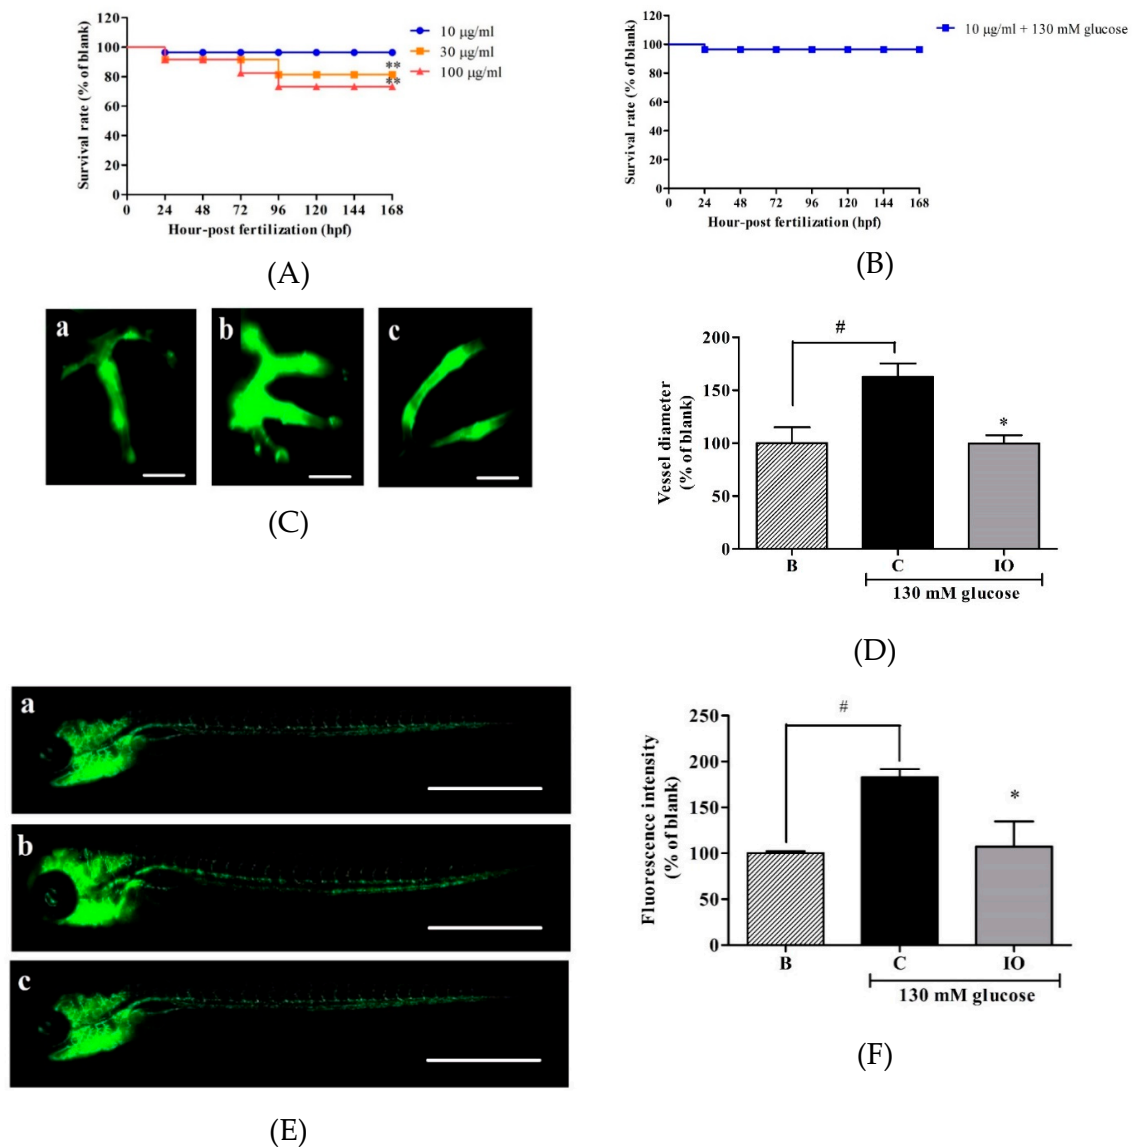 120
100
80
60
40
20
0
Survival rate (% of blank)
0 24 48 72 96 120 144 168
Hour-post fertilization (hpf)
10 µg/ml
30 µg/ml
100 µg/ml
**
**
(A)
120
100
80
60
40
20
0
Survival rate (% of blank)
0 24 48 72 96 120 144 168
Hour-post fertilization (hpf)
10 µg/ml + 130 mM glucose
(B)
a b c
(C)
200
150
100
50
0
Vessel diameter
(% of blank)
#
*
B C IO
130 mM glucose
(D)
a
b
c
(E)
250
200
150
100
50
0
Fluorescence intensity
(% of blank)
#
*
B C IO
130 mM glucose
(F)